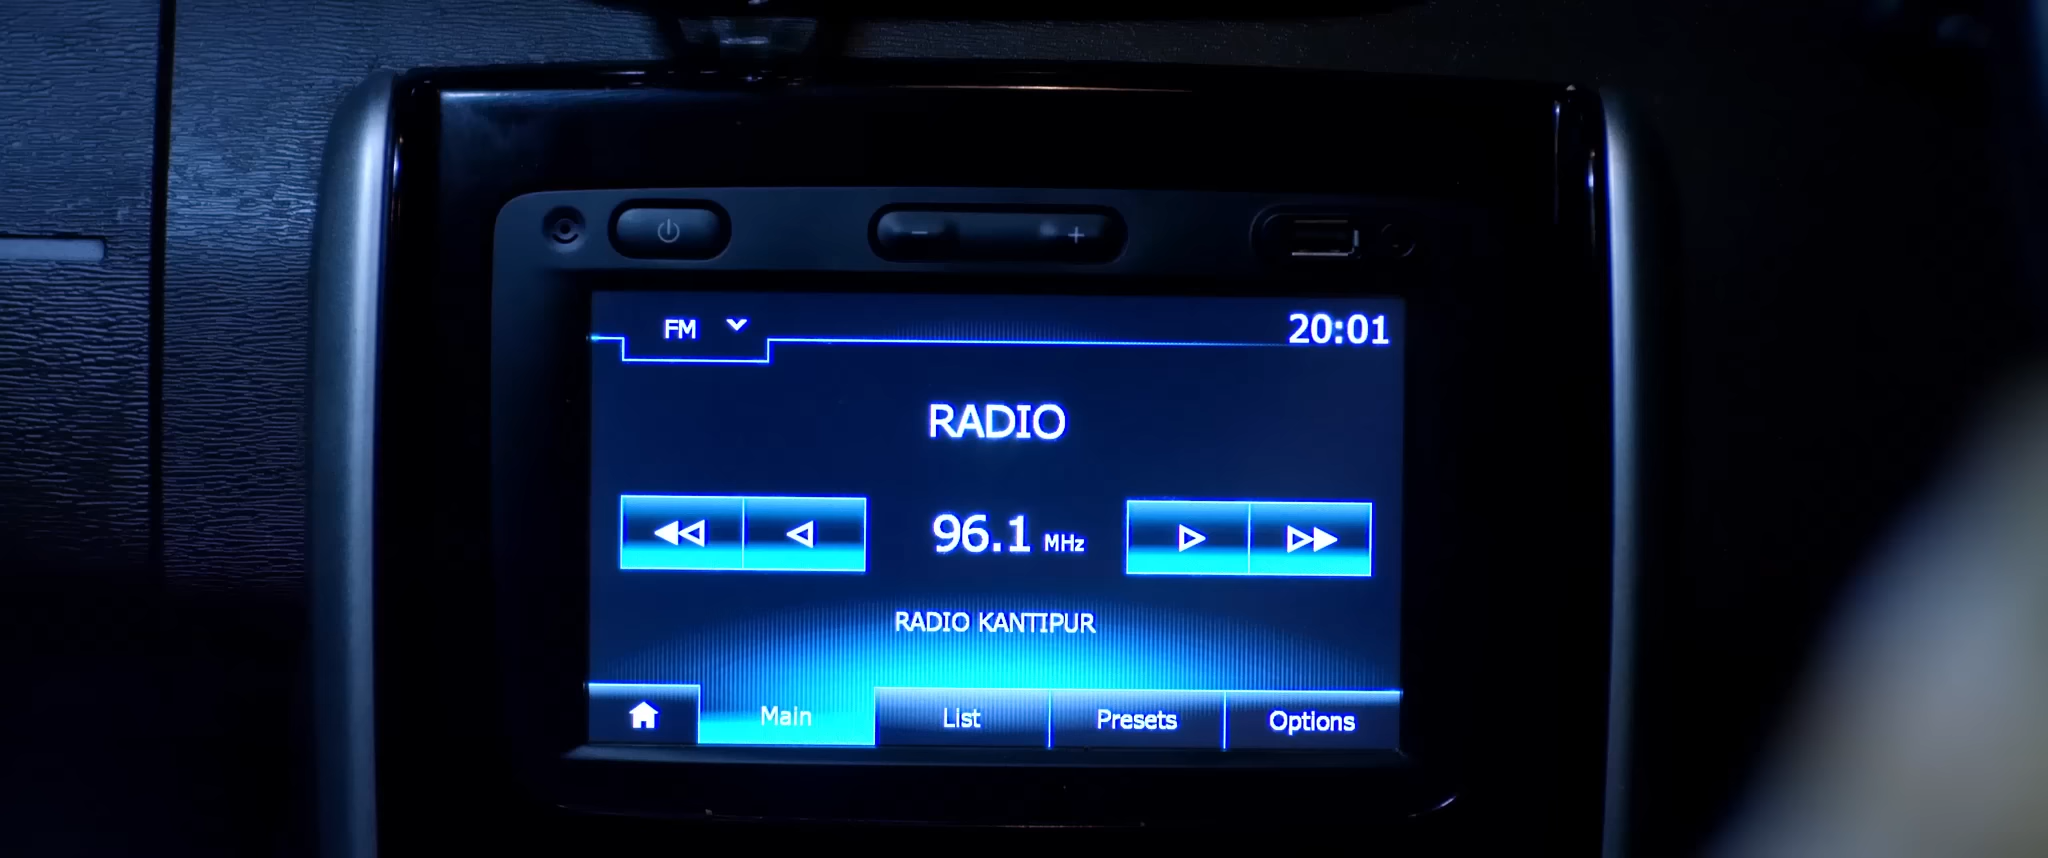 FM
20:01
RADIO
96.1 MHz
RADIO KANTIPUR
Main List Presets Options